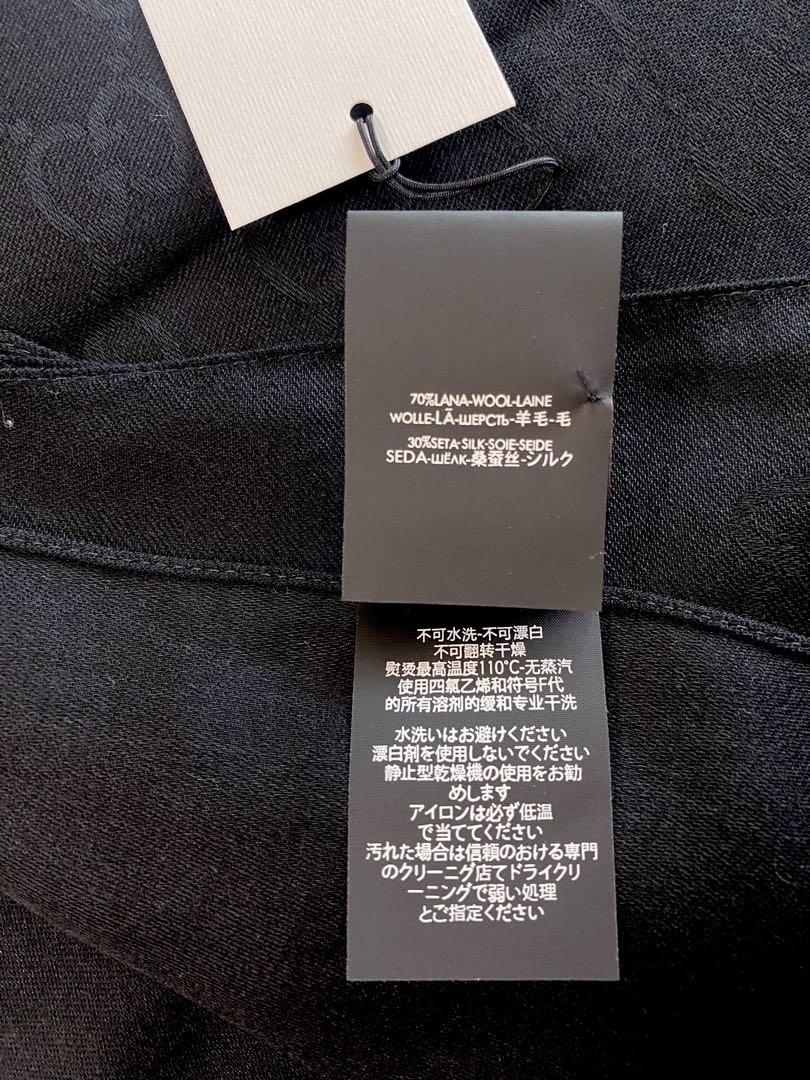 70%LANA-WOOL-LAINE
WOLLE-LÃ-ШЕРСТЬ-羊毛-毛
30%SETA-SILK-SOIE-SEIDE
SEDA-ШЁЛК-桑蚕丝-シルク
不可水洗-不可漂白
不可翻转干燥
熨烫最高温度110°C-无蒸汽
使用四氯乙烯和符号F代
的所有溶剂的缓和专业干洗
水洗いはお避けください
漂白剤を使用しないでください
静止型乾燥機の使用をお勧
めします
アイロンは必ず低温
で当ててください
汚れた場合は信頼のおける専門
のクリーニング店てドライクリ
ーニングで弱い処理
とご指定ください